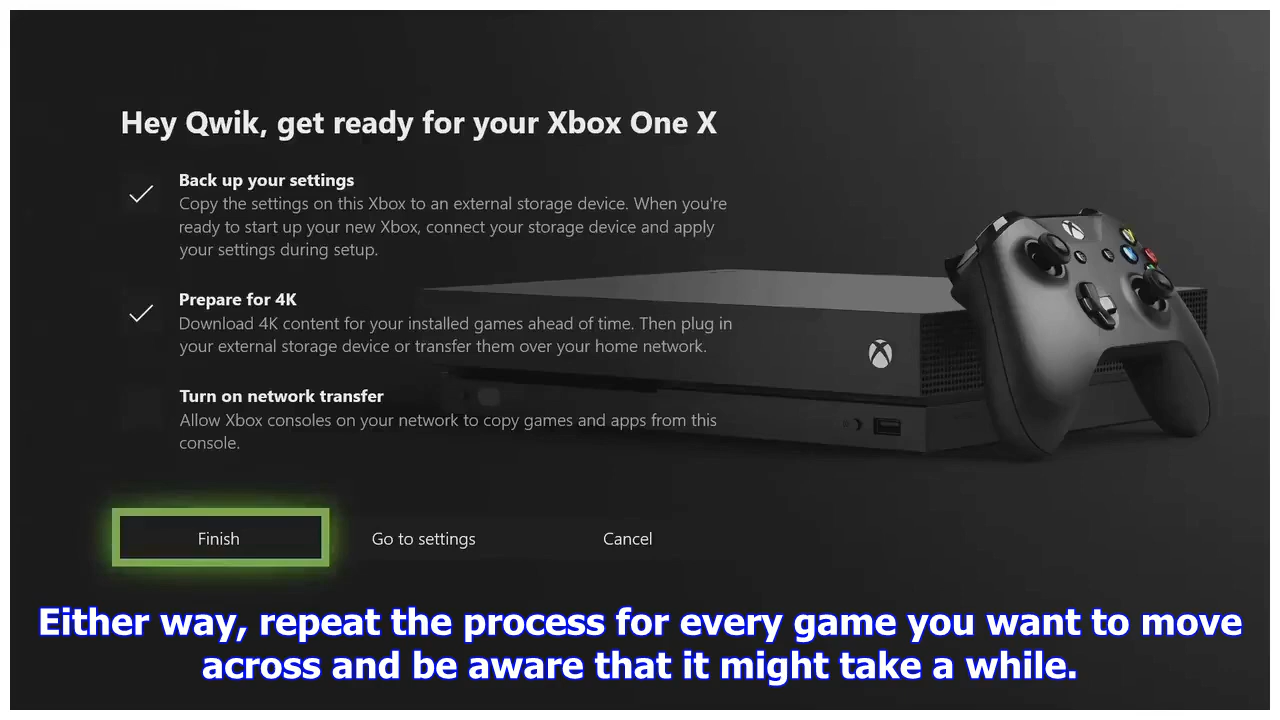 Hey Qwik, get ready for your Xbox One X
Back up your settings
Copy the settings on this Xbox to an external storage device. When you're
ready to start up your new Xbox, connect your storage device and apply
your settings during setup.
Prepare for 4K
Download 4K content for your installed games ahead of time. Then plug in
your external storage device or transfer them over your home network.
Turn on network transfer
Allow Xbox consoles on your network to copy games and apps from this
console.
Finish
Go to settings
Cancel
Either way, repeat the process for every game you want to move
across and be aware that it might take a while.